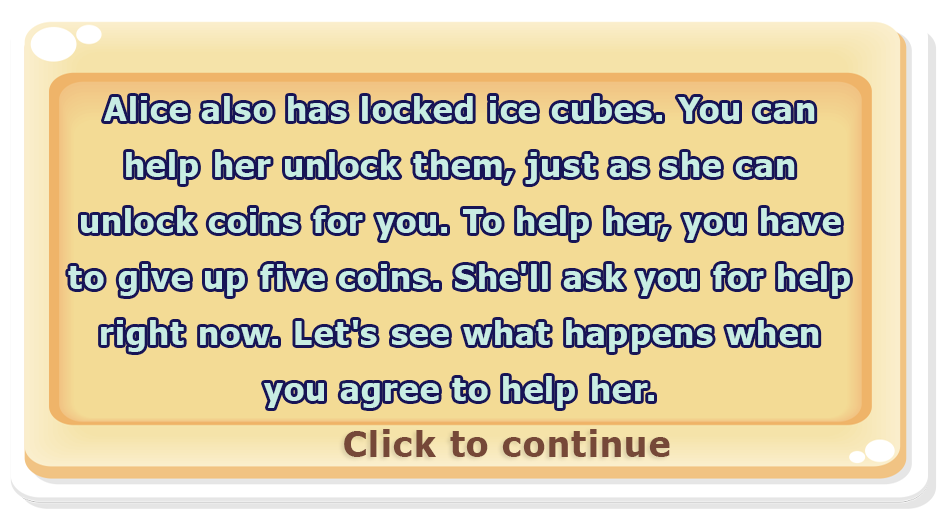 Alice also has locked ice cubes. You can
help her unlock them, just as she can
unlock coins for you. To help her, you have
to give up five coins. She'll ask you for help
right now. Let's see what happens when
you agree to help her.
Click to continue